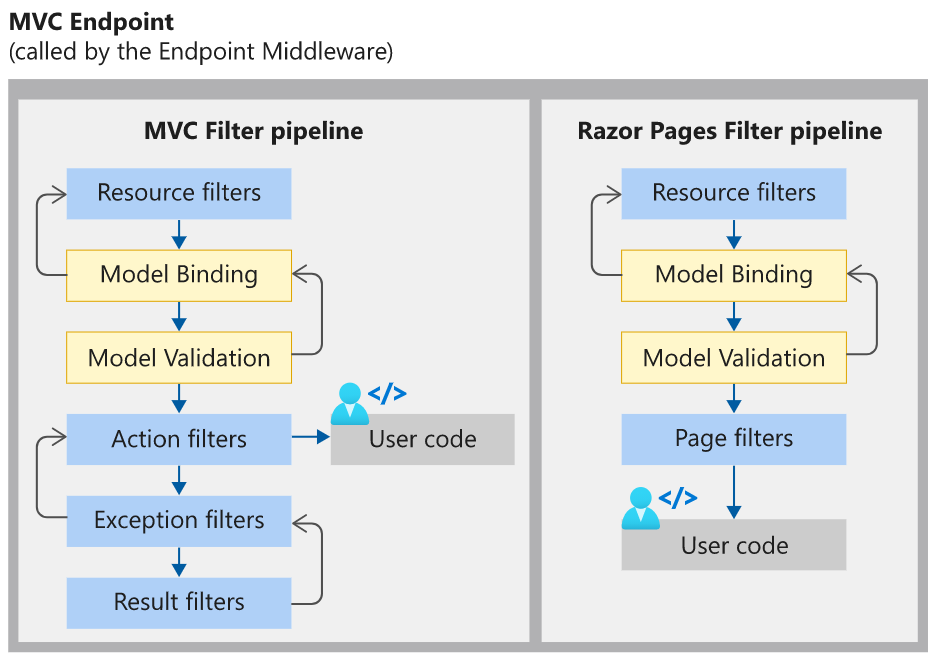 MVC Endpoint
(called by the Endpoint Middleware)
MVC Filter pipeline
Resource filters
Model Binding
Model Validation
Action filters
</>
User code
Exception filters
Result filters
Razor Pages Filter pipeline
Resource filters
Model Binding
Model Validation
Page filters
</>
User code